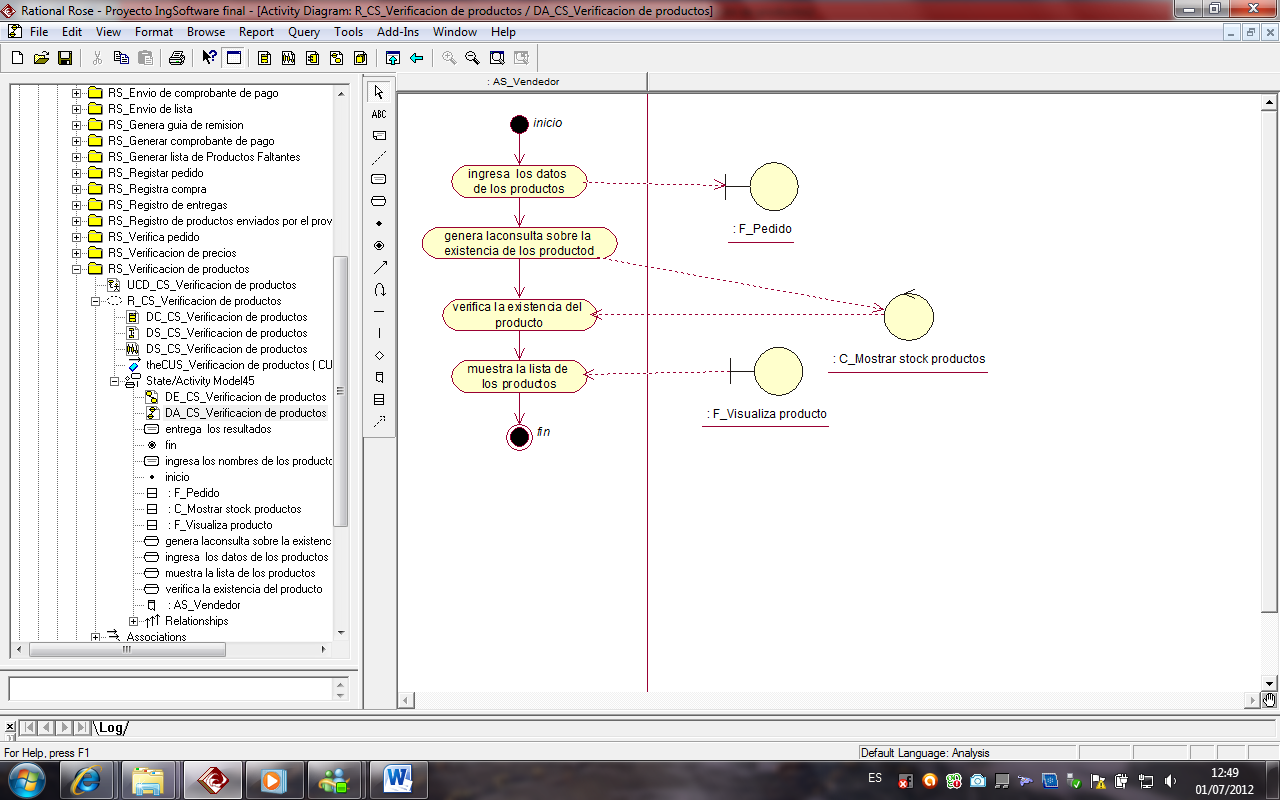 Rational Rose - Proyecto IngSoftware final - [Activity Diagram: R_CS_Verificacion de productos / DA_CS_Verificacion de productos]
File Edit View Format Browse Report Query Tools Add-Ins Window Help
RS_Envio de comprobante de pago
RS_Envio de lista
RS_Genera guia de remision
RS_Generar comprobante de pago
RS_Generar lista de Productos Faltantes
RS_Registar pedido
RS_Registra compra
RS_Registro de entregas
RS_Registro de productos enviados por el prov
RS_Verifica pedido
RS_Verificacion de precios
RS_Verificacion de productos
UCD_CS_Verificacion de productos
R_CS_Verificacion de productos
DC_CS_Verificacion de productos
DS_CS_Verificacion de productos
DS_CS_Verificacion de productos
theCUS_Verificacion de productos ( CU
State/Activity Model45
DE_CS_Verificacion de productos
DA_CS_Verificacion de productos
entrega los resultados
fin
ingresa los nombres de los producto
inicio
: F_Pedido
: C_Mostrar stock productos
: F_Visualiza producto
genera laconsulta sobre la existenc
ingresa los datos de los productos
muestra la lista de los productos
verifica la existencia del producto
: AS_Vendedor
Relationships
Associations
ABC
: AS_Vendedor
inicio
ingresa los datos
de los productos
: F_Pedido
genera laconsulta sobre la
existencia de los productod
verifica la existencia del
producto
: C_Mostrar stock productos
muestra la lista de
los productos
: F_Visualiza producto
fin
Log
For Help, press F1
Default Language: Analysis
ES
12:49
01/07/2012